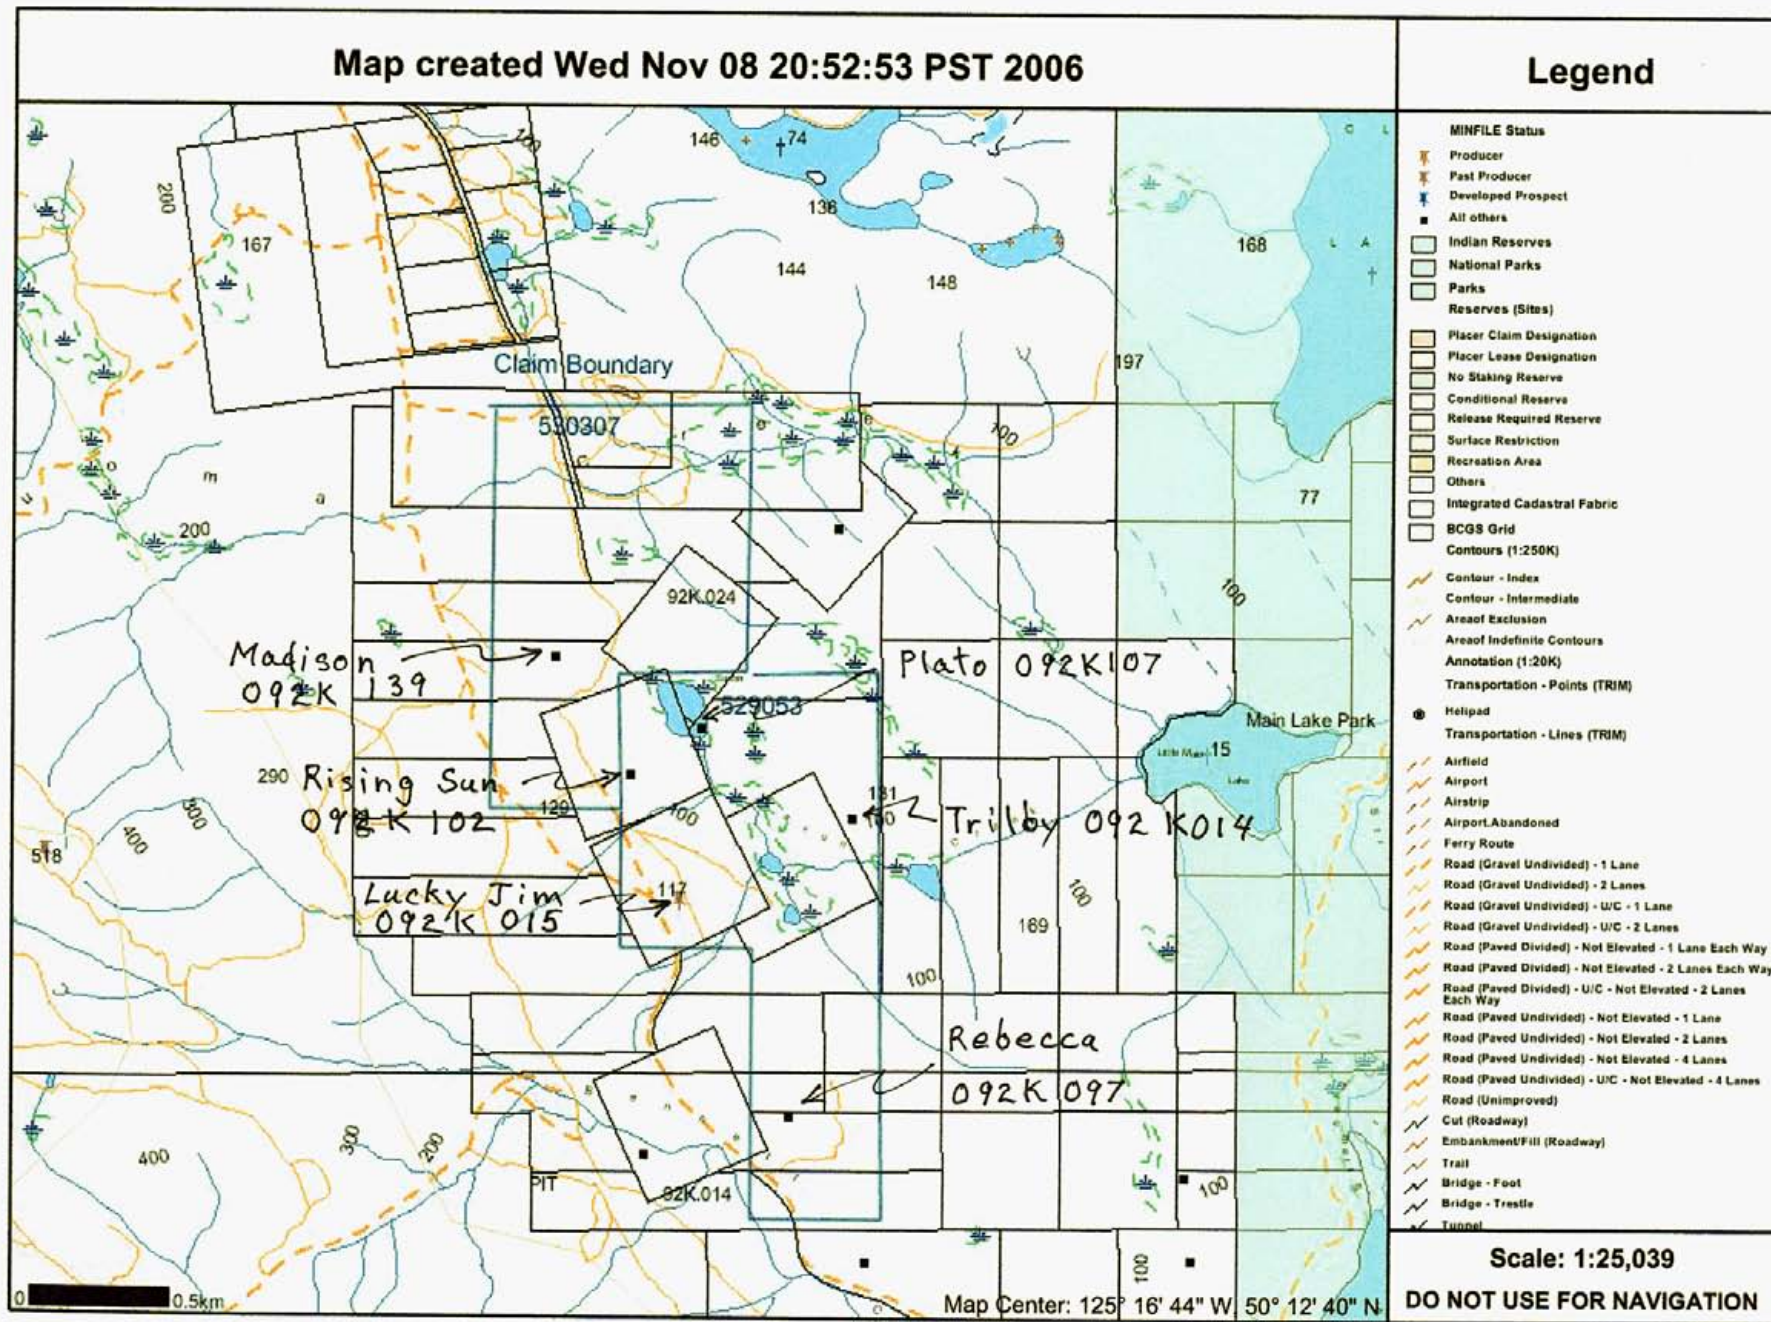 Map created Wed Nov 08 20:52:53 PST 2006
Legend
MINFILE Status
Producer
Past Producer
Developed Prospect
All others
Indian Reserves
National Parks
Parks
Reserves (Sites)
Placer Claim Designation
Placer Lease Designation
No Staking Reserve
Conditional Reserve
Release Required Reserve
Surface Restriction
Recreation Area
Others
Integrated Cadastral Fabric
BCGS Grid
Contours (1:250K)
Contour - Index
Contour - Intermediate
Areaof Exclusion
Areaof Indefinite Contours
Annotation (1:20K)
Transportation - Points (TRIM)
Helipad
Transportation - Lines (TRIM)
Airfield
Airport
Airstrip
Airport.Abandoned
Ferry Route
Road (Gravel Undivided) - 1 Lane
Road (Gravel Undivided) - 2 Lanes
Road (Gravel Undivided) - U/C - 1 Lane
Road (Gravel Undivided) - U/C - 2 Lanes
Road (Paved Divided) - Not Elevated - 1 Lane Each Way
Road (Paved Divided) - Not Elevated - 2 Lanes Each Way
Road (Paved Divided) - U/C - Not Elevated - 2 Lanes
Each Way
Road (Paved Undivided) - Not Elevated - 1 Lane
Road (Paved Undivided) - Not Elevated - 2 Lanes
Road (Paved Undivided) - Not Elevated - 4 Lanes
Road (Paved Undivided) - U/C - Not Elevated - 4 Lanes
Road (Unimproved)
Cut (Roadway)
Embankment/Fill (Roadway)
Trail
Bridge - Foot
Bridge - Trestle
Tunnel
Scale: 1:25,039
DO NOT USE FOR NAVIGATION
146
74
136
200
167
144
148
168
C L
L A
Claim Boundary
197
530307
100
77
m
a
200
92K.024
100
Madison
092K 139
Plato 092K107
529053
Main Lake Park
Little Main
15
Lake
290
Rising Sun
092K 102
129
100
131
Trilby 092 K014
300
400
518
Lucky Jim
092K 015
117
100
189
100
Rebecca
092K 097
400
300
200
PIT
92K.014
100
100
0
0.5km
Map Center: 125° 16' 44" W, 50° 12' 40" N